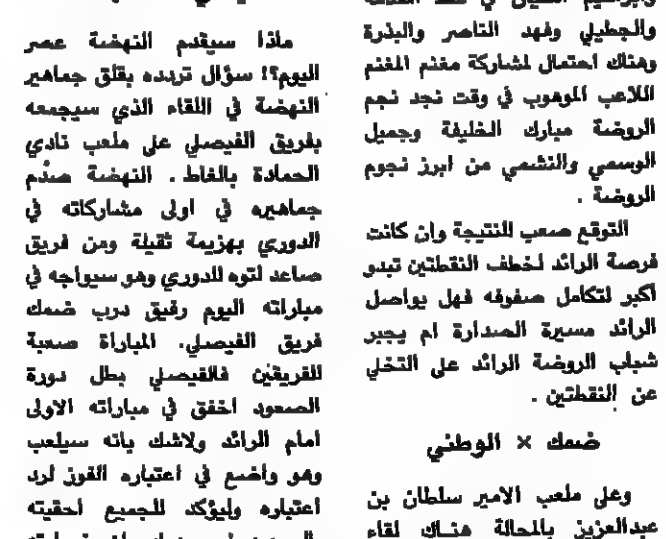 والجطيلي وفهد الناصر والبذرة
وهناك احتمال لمشاركة مغنم المغنم
اللاعب الموهوب في وقت نجد نجم
الروضة مبارك الخليفة وجميل
الوسمي والنشمي من ابرز نجوم
الروضة .
التوقع صعب للنتيجة وان كانت
فرصة الرائد لخطف النقطتين تبدو
اكبر لتكامل صفوفه فهل يواصل
الرائد مسيرة الصدارة ام يجبر
شباب الروضة الرائد على التخلي
عن النقطتين .
ضمك × الوطني
وعلى ملعب الامير سلطان بن
عبدالعزيز بالمحالة هناك لقاء
ماذا سيقدم النهضة عصر
اليوم؟! سؤال تردده بقلق جماهير
النهضة في اللقاء الذي سيجمعه
بفريق الفيصلي على ملعب نادي
الحمادة بالغاط . النهضة صدم
جماهيره في اولى مشاركاته في
الدوري بهزيمة ثقيلة ومن فريق
صاعد لتوه للدوري وهو سيواجه في
مباراته اليوم رفيق درب ضمك
فريق الفيصلي. المباراة صعبة
للفريقين فالفيصلي بطل دورة
الصعود اخفق في مباراته الاولى
امام الرائد ولاشك بانه سيلعب
وهو واضع في اعتباره الفوز لرد
اعتباره وليؤكد للجميع احقيته